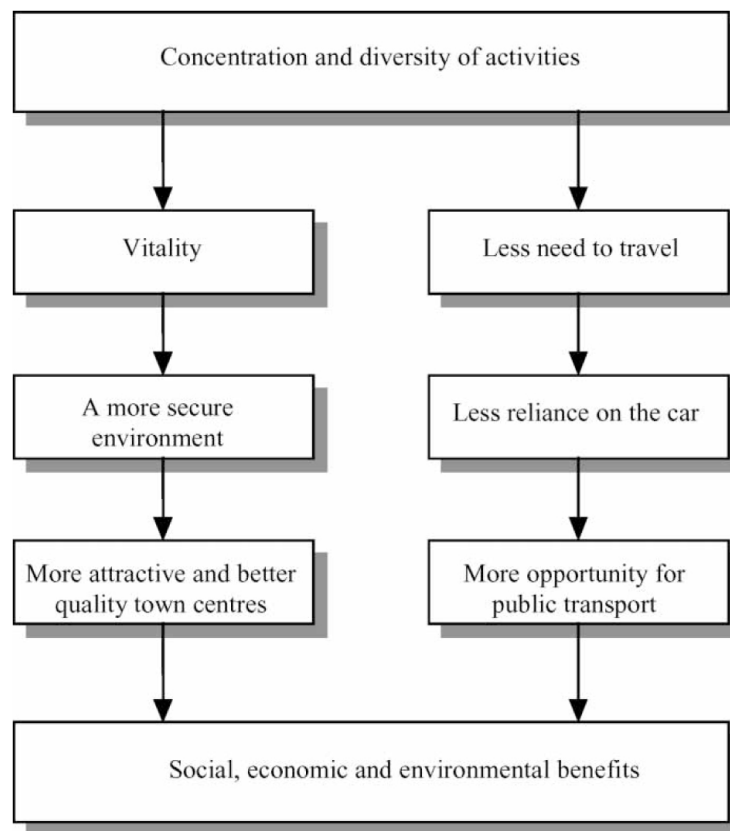 Concentration and diversity of activities
Vitality
Less need to travel
A more secure
environment
Less reliance on the car
More attractive and better
quality town centres
More opportunity for
public transport
Social, economic and environmental benefits